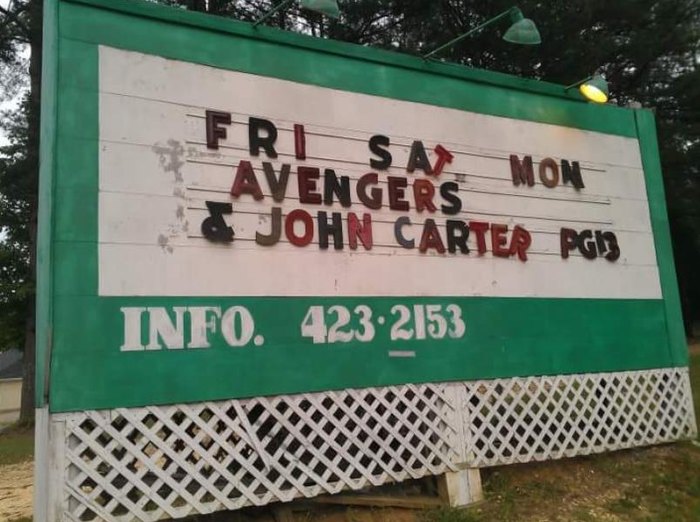 FRI SAT MON
AVENGERS
& JOHN CARTER PG13
INFO. 423·2153